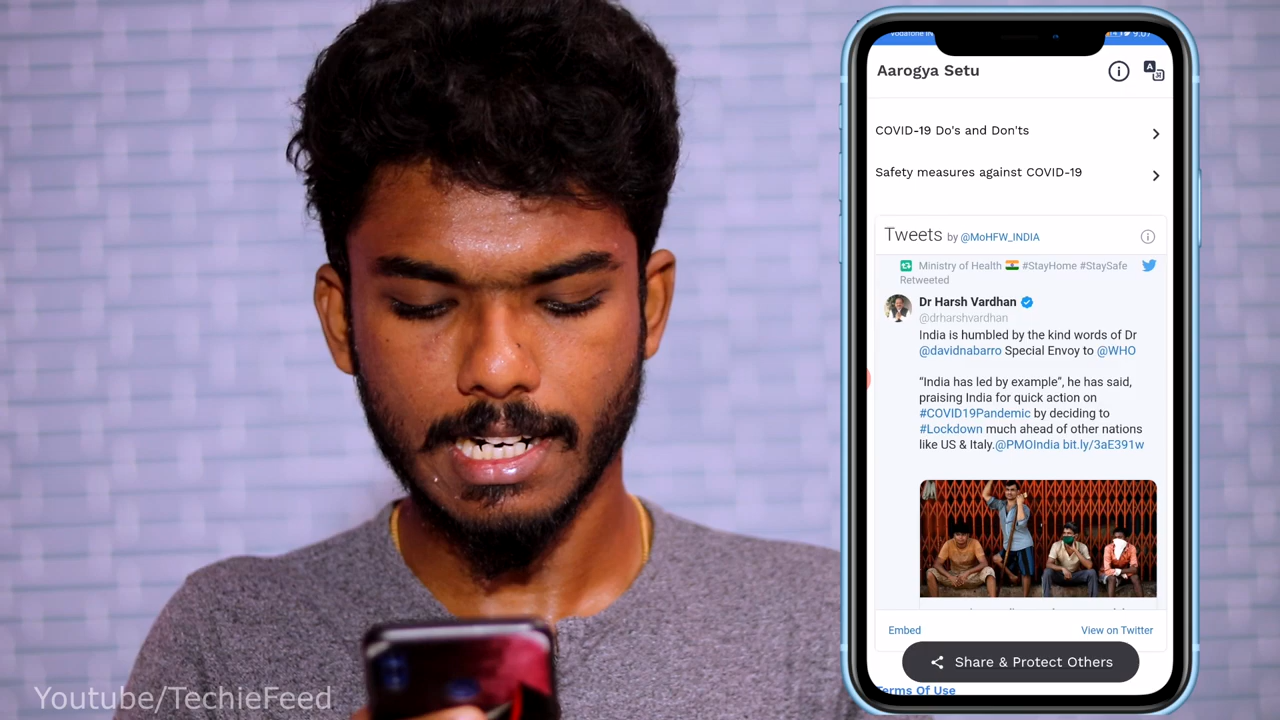 Vodafone IN
9:07
Aarogya Setu
COVID-19 Do's and Don'ts
Safety measures against COVID-19
Tweets by @MoHFW_INDIA
Ministry of Health 🇮🇳 #StayHome #StaySafe
Retweeted
Dr Harsh Vardhan
@drharshvardhan
India is humbled by the kind words of Dr
@davidnabarro Special Envoy to @WHO
“India has led by example”, he has said,
praising India for quick action on
#COVID19Pandemic by deciding to
#Lockdown much ahead of other nations
like US & Italy.@PMOIndia bit.ly/3aE391w
Embed
View on Twitter
Share & Protect Others
Terms Of Use
Youtube/TechieFeed